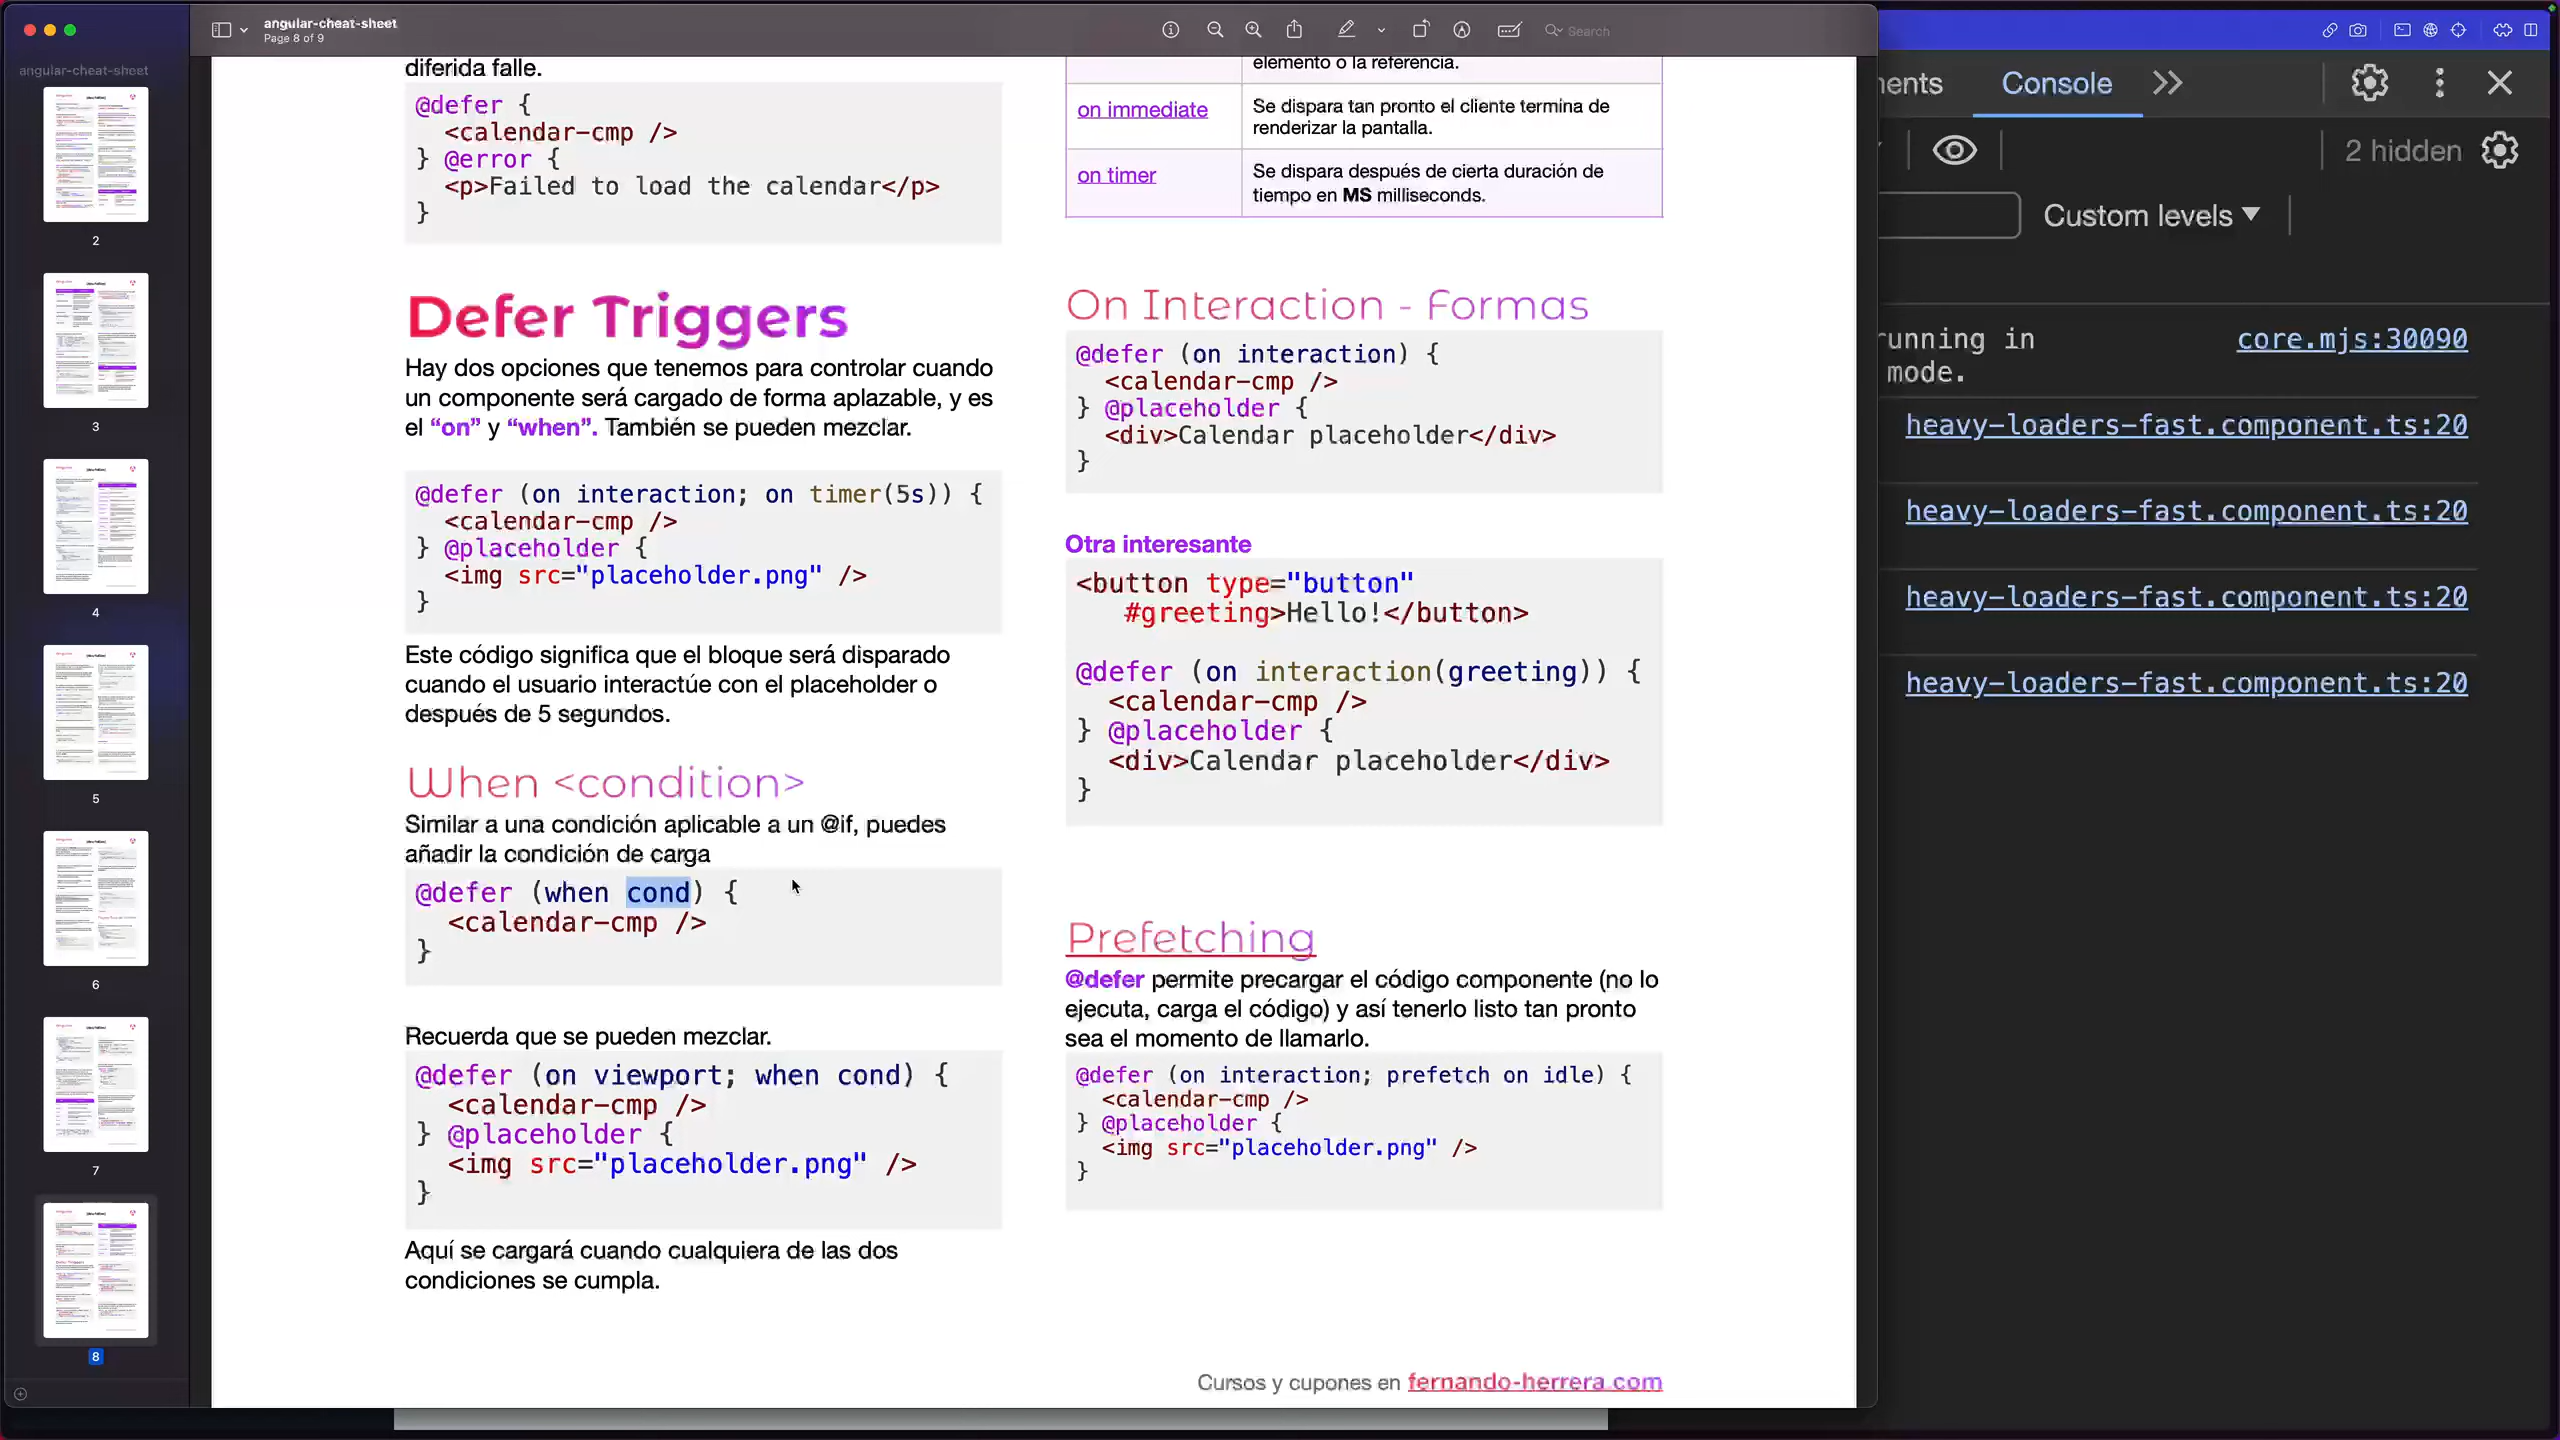 angular-cheat-sheet
Page 8 of 9
Search
angular-cheat-sheet
2
3
4
5
6
7
8
diferida falle.
@defer {
<calendar-cmp />
} @error {
<p>Failed to load the calendar</p>
}
Defer Triggers
Hay dos opciones que tenemos para controlar cuando
un componente será cargado de forma aplazable, y es
el “on” y “when”. También se pueden mezclar.
@defer (on interaction; on timer(5s)) {
<calendar-cmp />
} @placeholder {
<img src="placeholder.png" />
}
Este código significa que el bloque será disparado
cuando el usuario interactúe con el placeholder o
después de 5 segundos.
When <condition>
Similar a una condición aplicable a un @if, puedes
añadir la condición de carga
@defer (when cond) {
<calendar-cmp />
}
Recuerda que se pueden mezclar.
@defer (on viewport; when cond) {
<calendar-cmp />
} @placeholder {
<img src="placeholder.png" />
}
Aquí se cargará cuando cualquiera de las dos
condiciones se cumpla.
elemento o la referencia.
on immediate
Se dispara tan pronto el cliente termina de
renderizar la pantalla.
on timer
Se dispara después de cierta duración de
tiempo en MS milliseconds.
On Interaction - Formas
@defer (on interaction) {
<calendar-cmp />
} @placeholder {
<div>Calendar placeholder</div>
}
Otra interesante
<button type="button"
#greeting>Hello!</button>
@defer (on interaction(greeting)) {
<calendar-cmp />
} @placeholder {
<div>Calendar placeholder</div>
}
Prefetching
@defer permite precargar el código componente (no lo
ejecuta, carga el código) y así tenerlo listo tan pronto
sea el momento de llamarlo.
@defer (on interaction; prefetch on idle) {
<calendar-cmp />
} @placeholder {
<img src="placeholder.png" />
}
Cursos y cupones en fernando-herrera.com
ents
Console
2 hidden
Custom levels
running in
core.mjs:30090
mode.
heavy-loaders-fast.component.ts:20
heavy-loaders-fast.component.ts:20
heavy-loaders-fast.component.ts:20
heavy-loaders-fast.component.ts:20